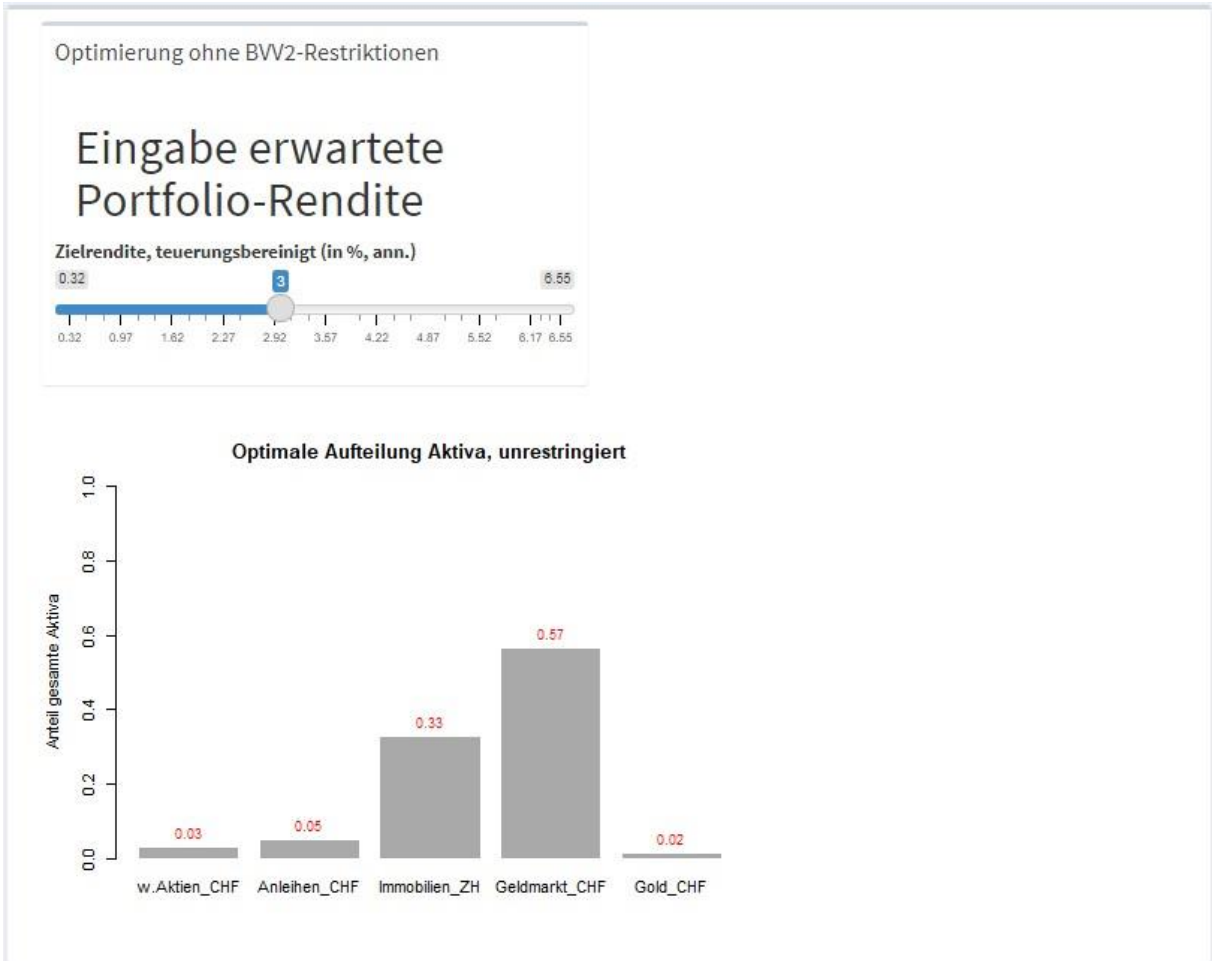 Optimierung ohne BVV2-Restriktionen
Eingabe erwartete
Portfolio-Rendite
Zielrendite, teuerungsbereinigt (in %, ann.)
0.32 3 6.55
0.32 0.97 1.62 2.27 2.92 3.57 4.22 4.87 5.52 6.17 6.55
Optimale Aufteilung Aktiva, unrestringiert
Anteil gesamte Aktiva
1.0
0.8
0.6
0.4
0.2
0.0
0.03 0.05 0.33 0.57 0.02
w.Aktien_CHF Anleihen_CHF Immobilien_ZH Geldmarkt_CHF Gold_CHF